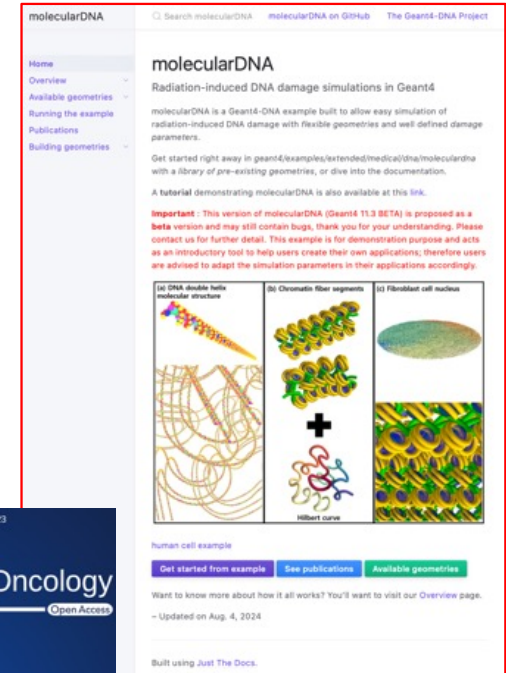 molecularDNA
Search molecularDNA
molecularDNA on GitHub
The Geant4-DNA Project
Home
Overview
Available geometries
Running the example
Publications
Building geometries
molecularDNA
Radiation-induced DNA damage simulations in Geant4
molecularDNA is a Geant4-DNA example built to allow easy simulation of
radiation-induced DNA damage with flexible geometries and well defined damage
parameters.
Get started right away in geant4/examples/extended/medical/dna/moleculardna
with a library of pre-existing geometries, or dive into the documentation.
A tutorial demonstrating molecularDNA is also available at this link.
Important : This version of molecularDNA (Geant4 11.3 BETA) is proposed as a
beta version and may still contain bugs, thank you for your understanding. Please
contact us for further detail. This example is for demonstration purpose and acts
as an introductory tool to help users create their own applications; therefore users
are advised to adapt the simulation parameters in their applications accordingly.
(a) DNA double helix
molecular structure
(b) Chromatin fiber segments
(c) Fibroblast cell nucleus
+
Hilbert curve
human cell example
Get started from example
See publications
Available geometries
Want to know more about how it all works? You'll want to visit our Overview page.
– Updated on Aug. 4, 2024
Built using Just The Docs.
Oncology
Open Access